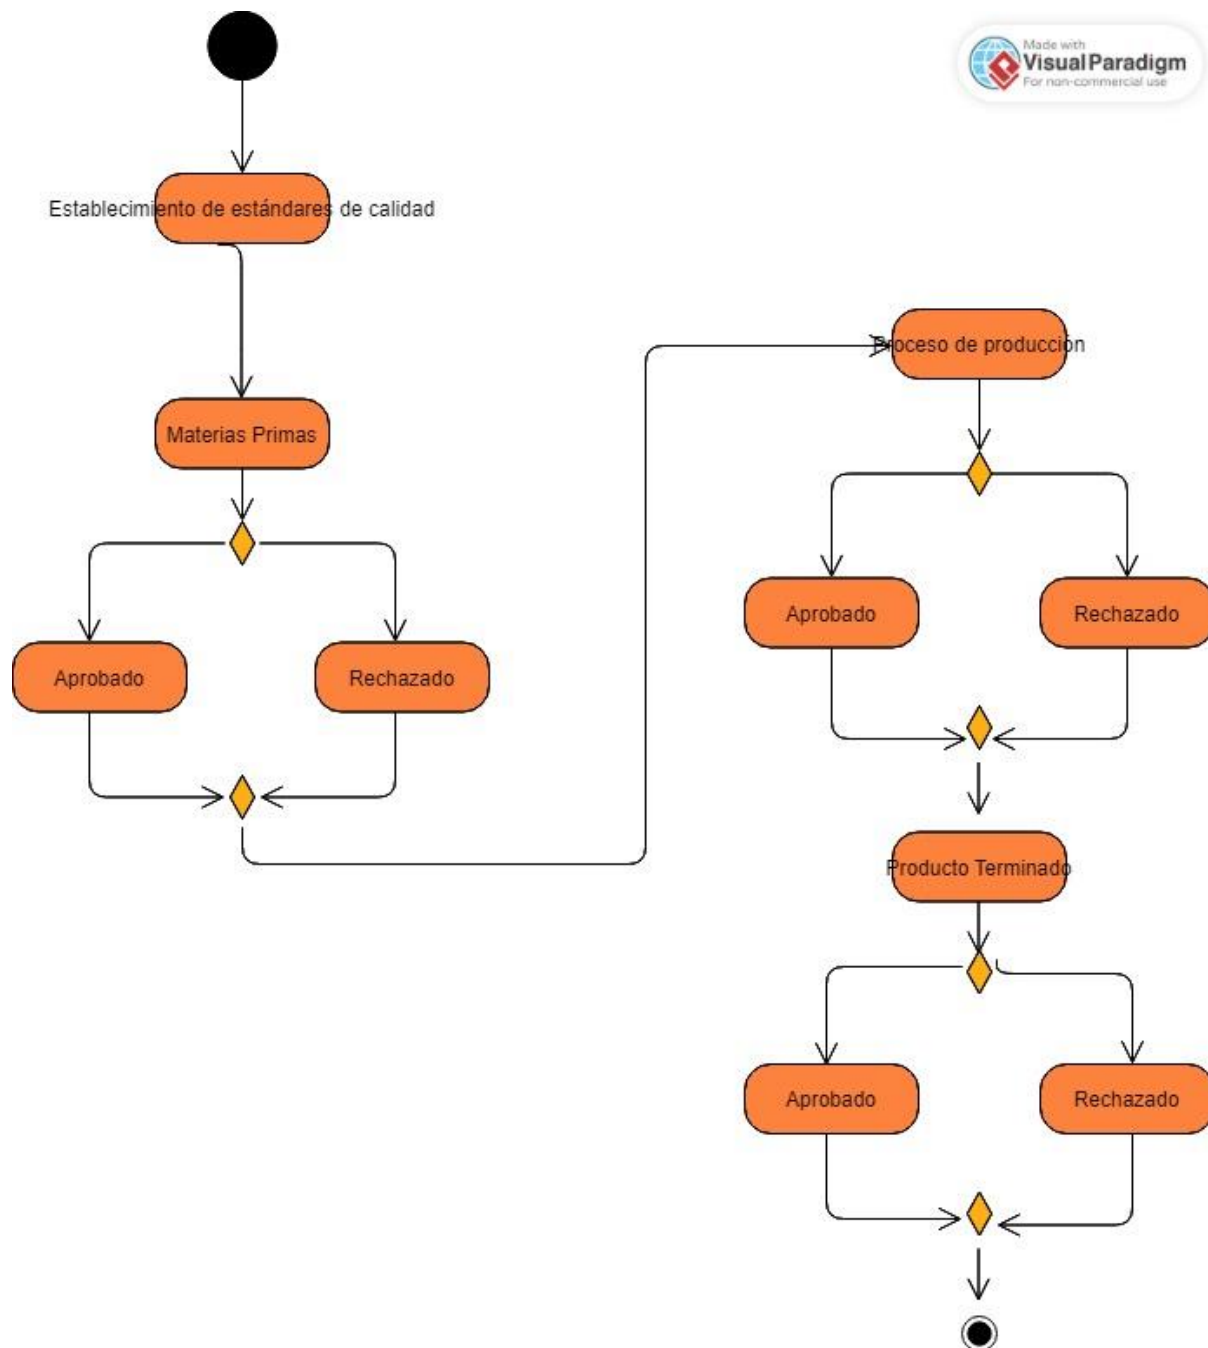 Made with
Visual Paradigm
For non-commercial use
Establecimiento de estándares de calidad
Materias Primas
Aprobado
Rechazado
Proceso de producción
Aprobado
Rechazado
Producto Terminado
Aprobado
Rechazado